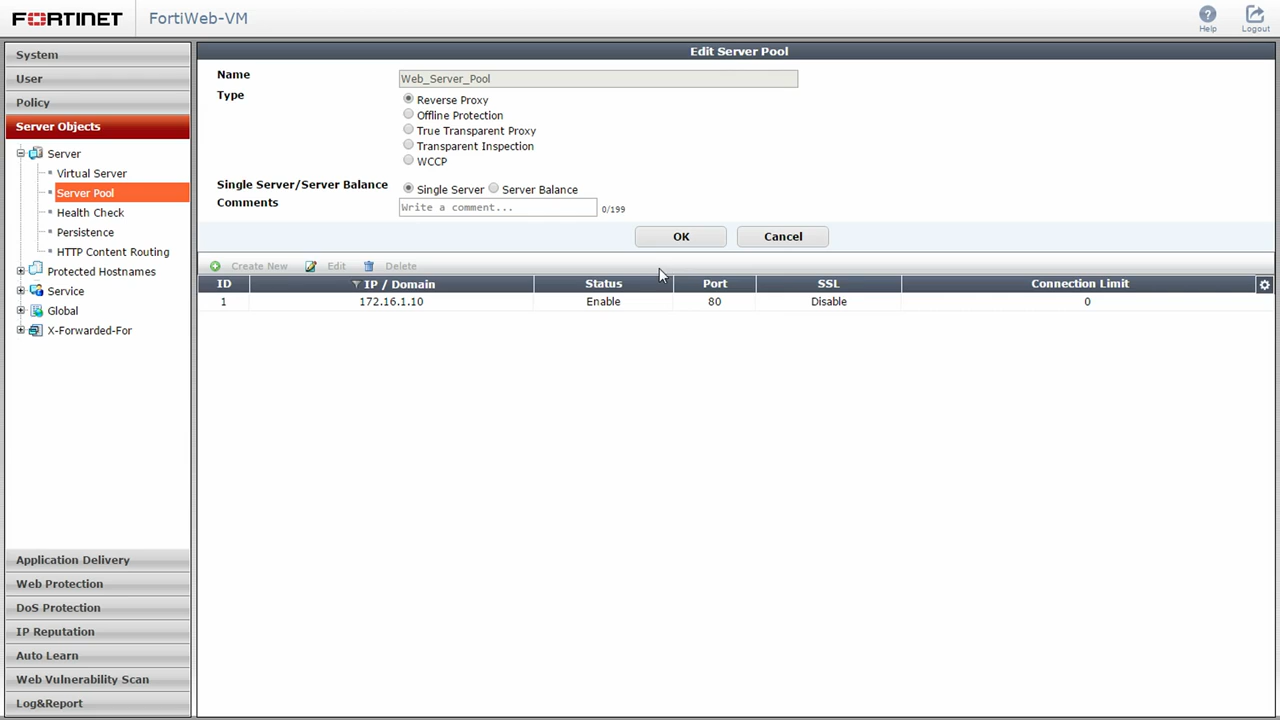 FORTINET FortiWeb-VM Help Logout
System
User
Policy
Server Objects
Server
Virtual Server
Server Pool
Health Check
Persistence
HTTP Content Routing
Protected Hostnames
Service
Global
X-Forwarded-For
Application Delivery
Web Protection
DoS Protection
IP Reputation
Auto Learn
Web Vulnerability Scan
Log&Report
Edit Server Pool
Name Web_Server_Pool
Type Reverse Proxy
Offline Protection
True Transparent Proxy
Transparent Inspection
WCCP
Single Server/Server Balance Single Server Server Balance
Comments Write a comment... 0/199
OK Cancel
Create New Edit Delete
ID IP / Domain Status Port SSL Connection Limit
1 172.16.1.10 Enable 80 Disable 0